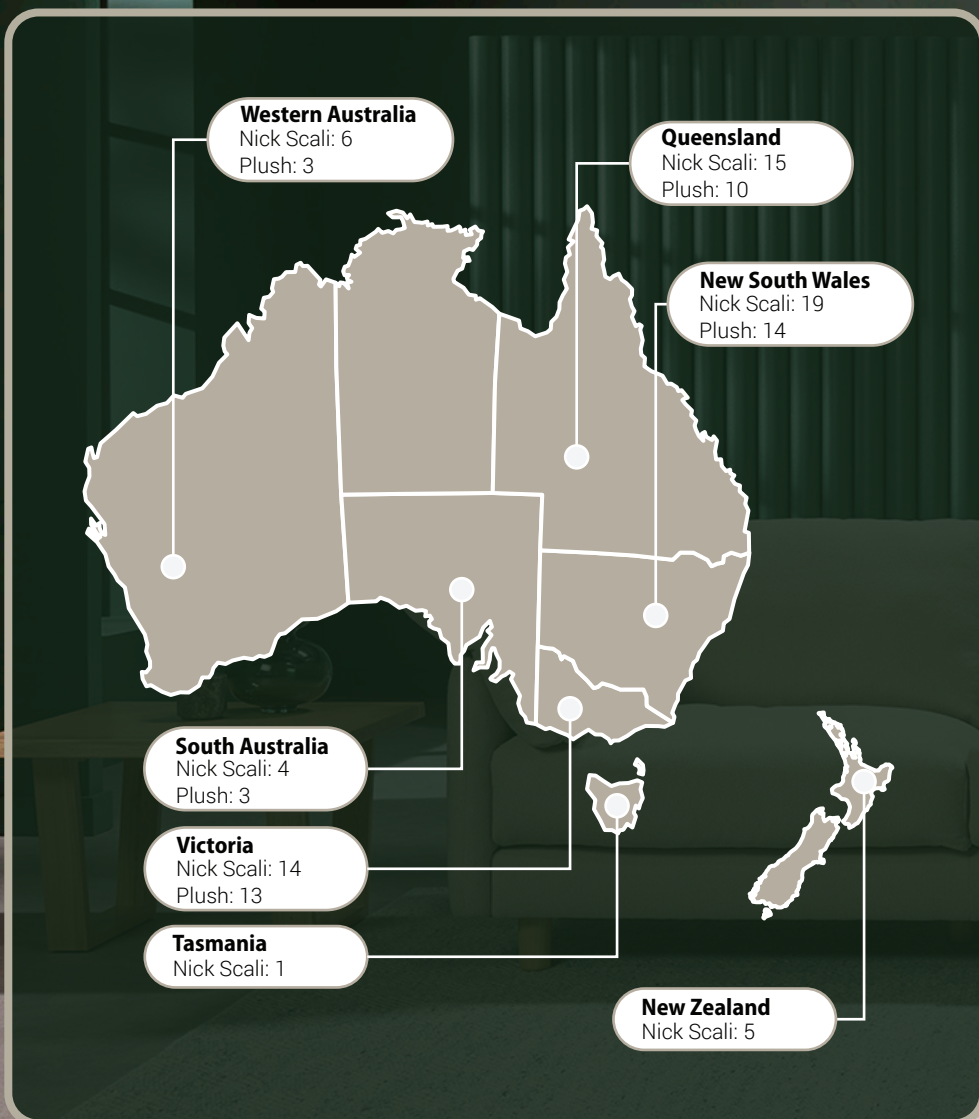 Western Australia
Nick Scali: 6
Plush: 3
Queensland
Nick Scali: 15
Plush: 10
New South Wales
Nick Scali: 19
Plush: 14
South Australia
Nick Scali: 4
Plush: 3
Victoria
Nick Scali: 14
Plush: 13
Tasmania
Nick Scali: 1
New Zealand
Nick Scali: 5